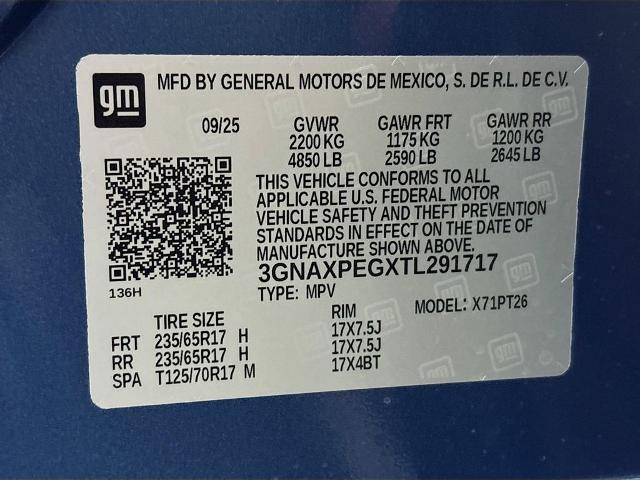 gm MFD BY GENERAL MOTORS DE MEXICO, S. DE R.L. DE C.V.
09/25 GVWR GAWR FRT GAWR RR
2200 KG 1175 KG 1200 KG
4850 LB 2590 LB 2645 LB
THIS VEHICLE CONFORMS TO ALL
APPLICABLE U.S. FEDERAL MOTOR
VEHICLE SAFETY AND THEFT PREVENTION
STANDARDS IN EFFECT ON THE DATE OF
MANUFACTURE SHOWN ABOVE.
3GNAXPEGXTL291717
136H
TYPE: MPV MODEL: X71PT26
TIRE SIZE RIM
FRT 235/65R17 H 17X7.5J
RR 235/65R17 H 17X7.5J
SPA T125/70R17 M 17X4BT